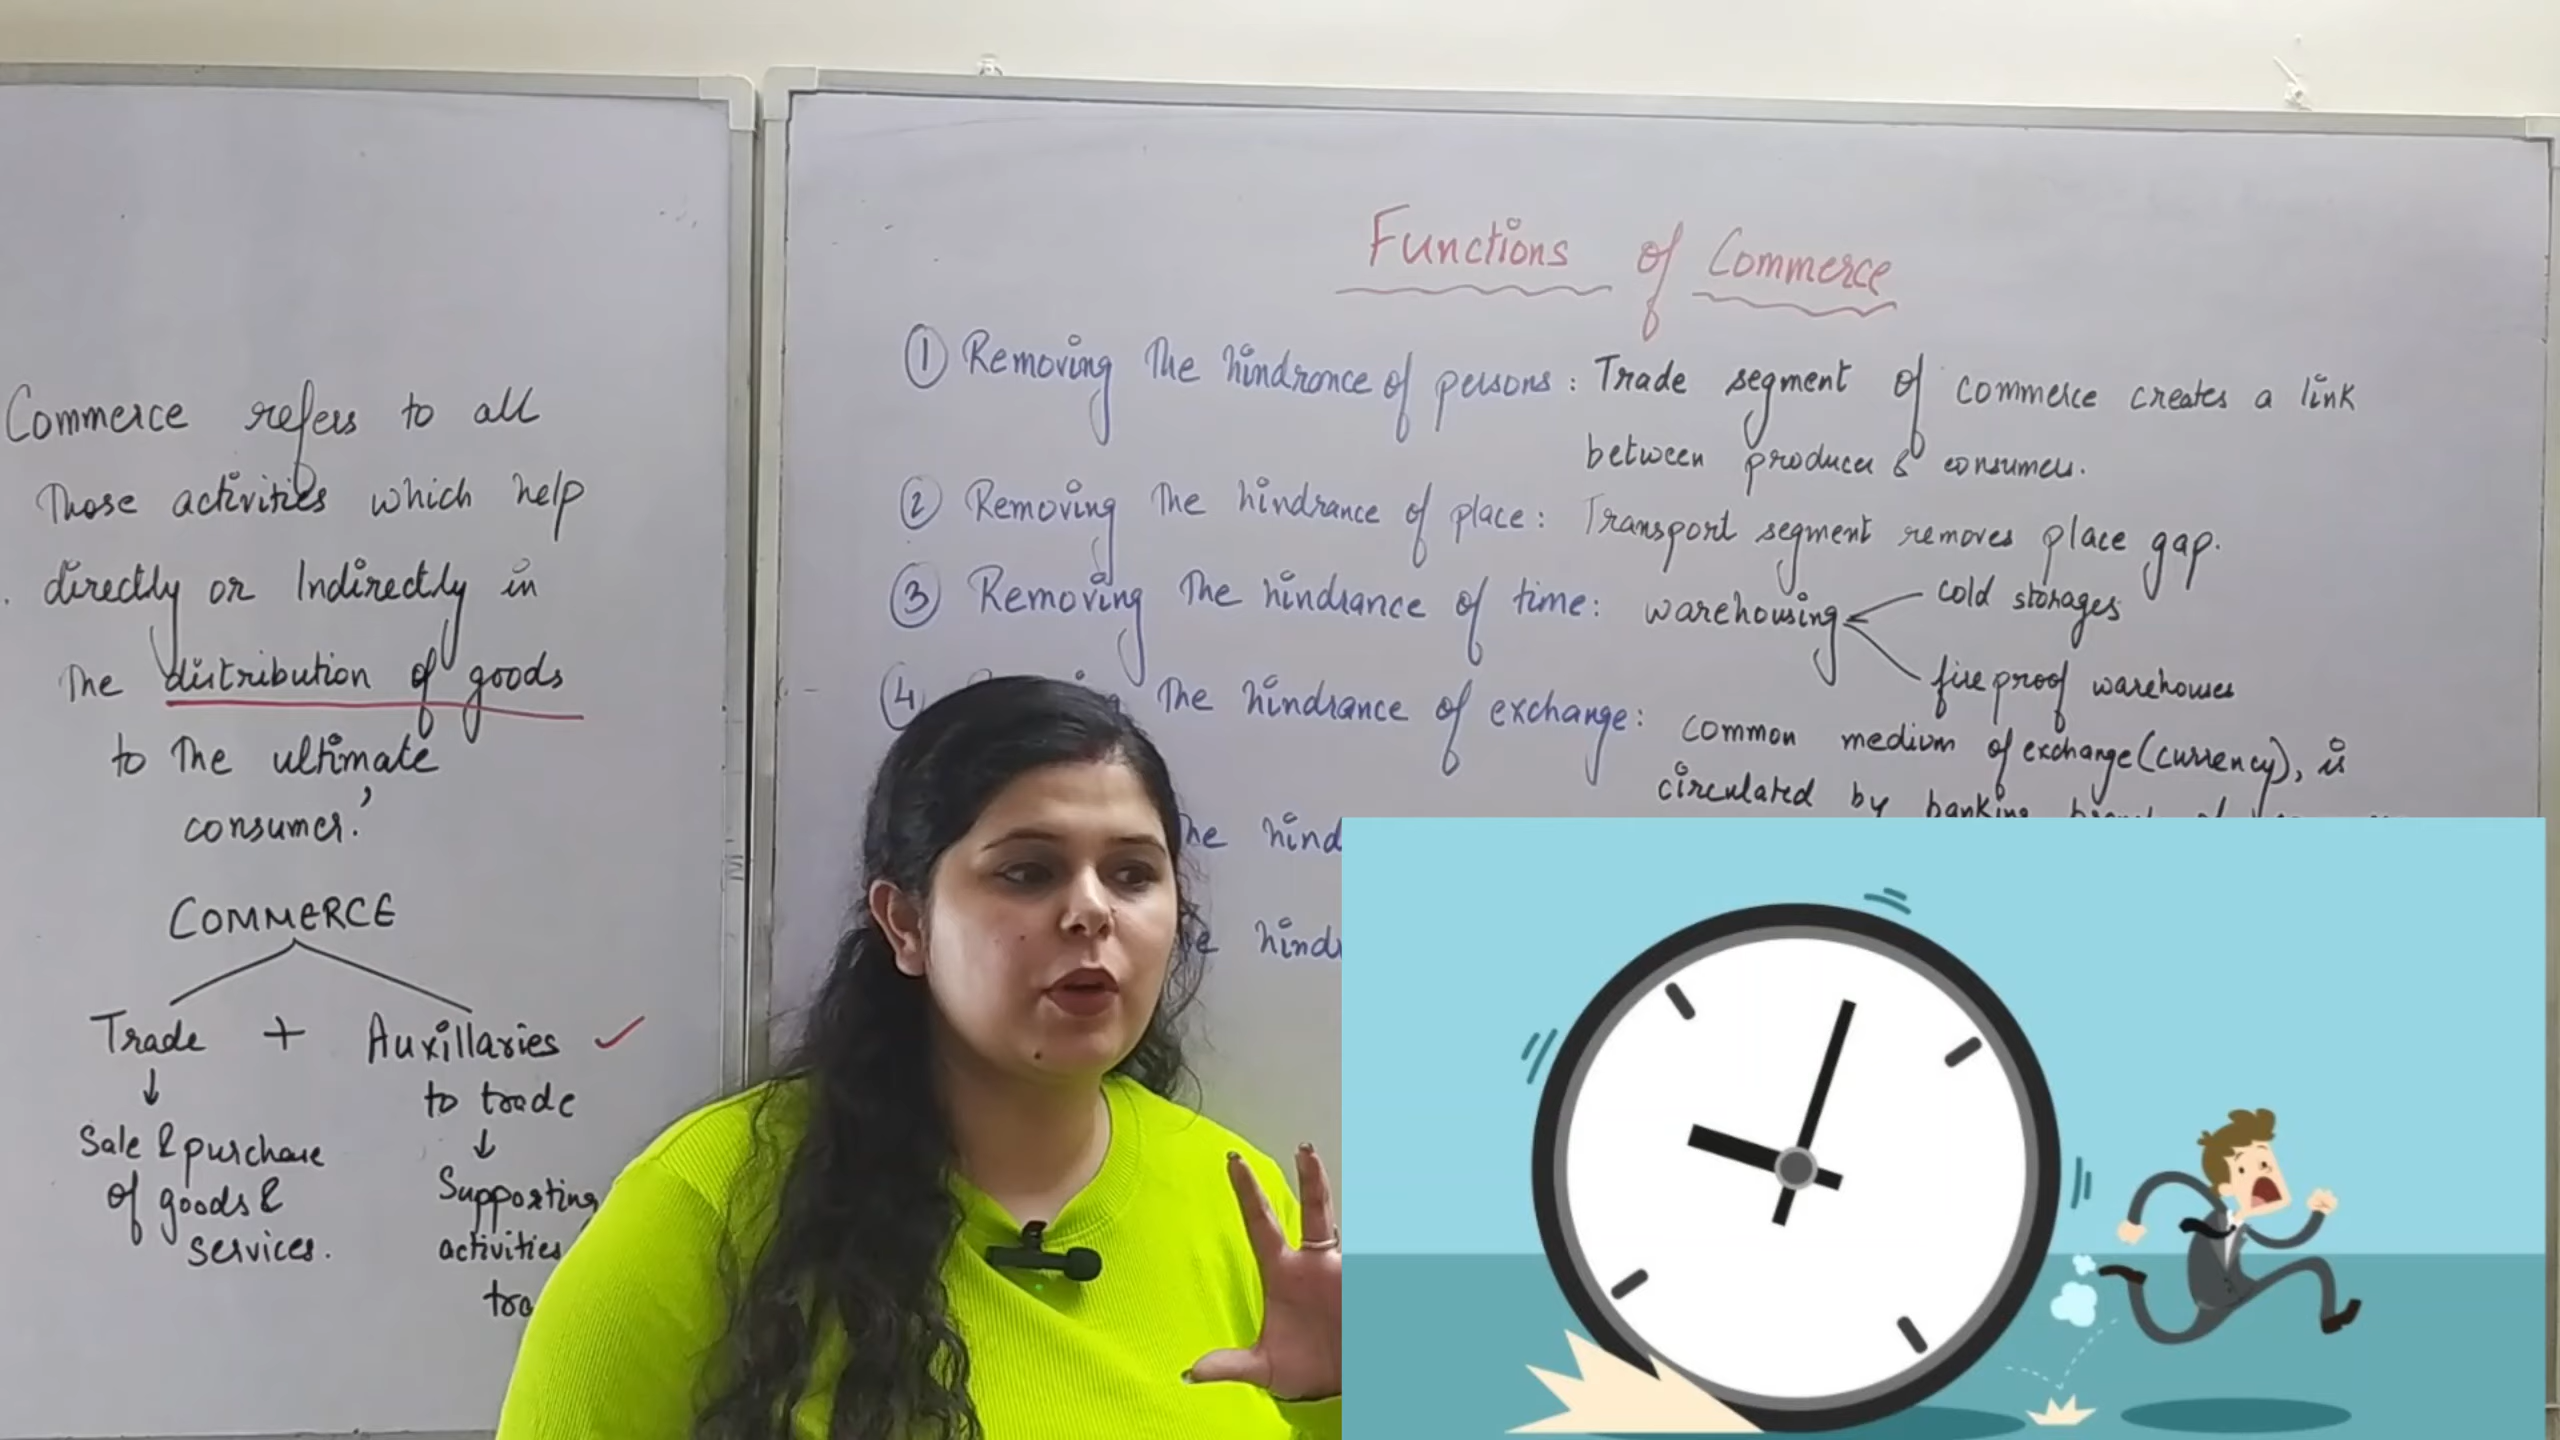 Commerce refers to all
Those activities which help
directly or Indirectly in
The distribution of goods
to The ultimate
consumer.'
COMMERCE
Trade + Auxillaries ✓
to trade
↓
↓
Sale & purchase
of goods &
services.
Supporting
activities
Functions of Commerce
① Removing The hindrance of persons : Trade segment of commerce creates a link
between producer & consumer.
② Removing The hindrance of place : Transport segment removes place gap.
③ Removing The hindrance of time : warehousing
cold storages
fire proof warehouses
④ The hindrance of exchange : common medium of exchange (currency), is
circulated by banking